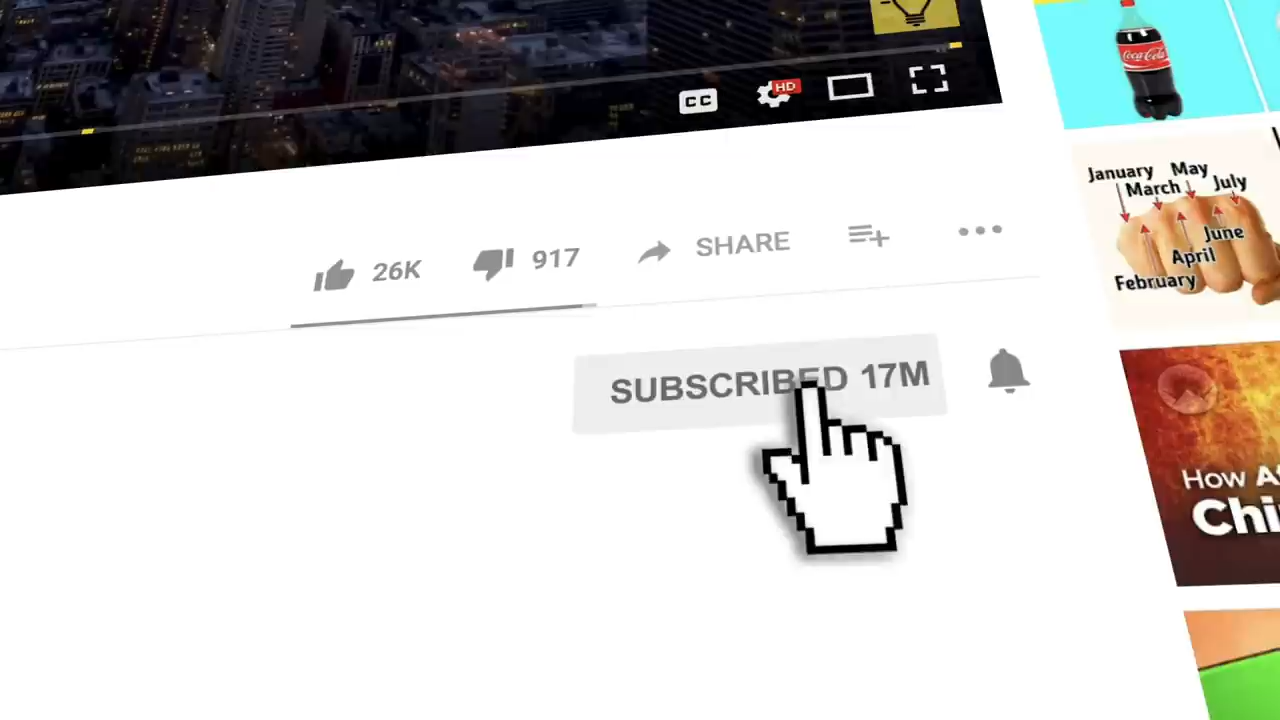 CC
HD
Coca-Cola
January
May
March
July
June
April
February
26K
917
SHARE
SUBSCRIBED 17M
How
Chi